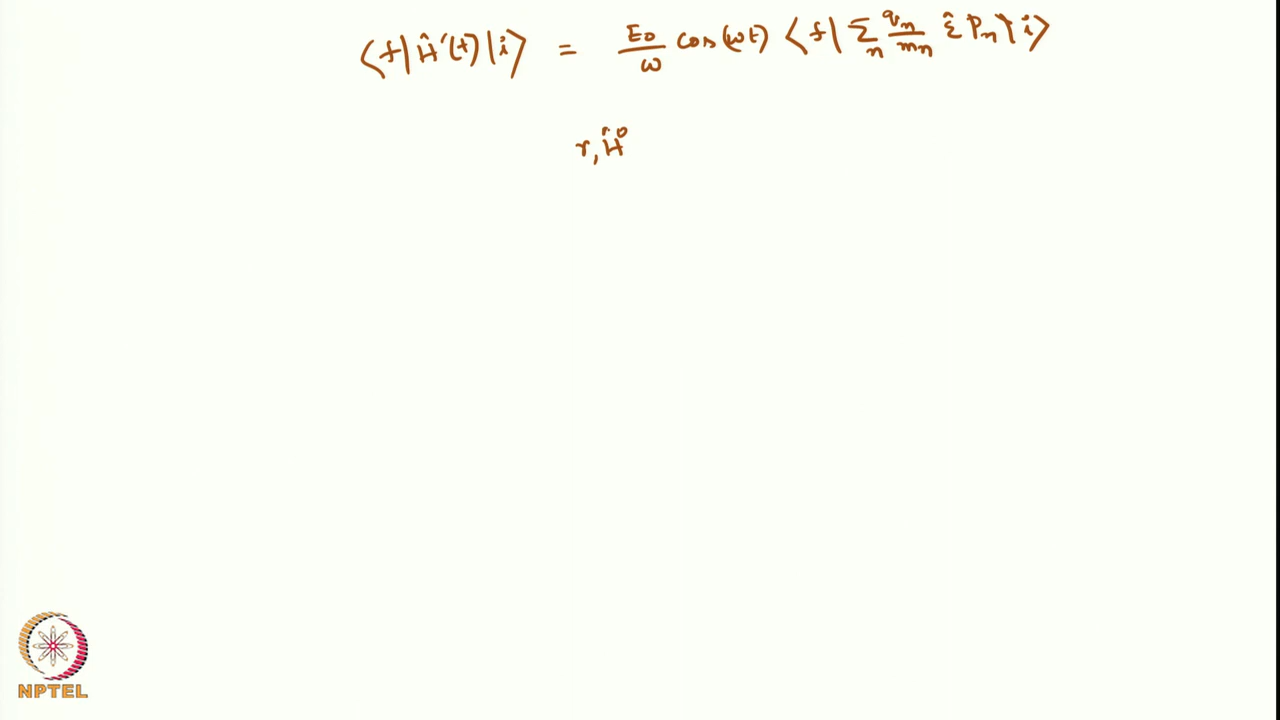 ⟨f|Ĥ′(t)|i⟩ = E₀/ω cos(ωt) ⟨f| Σₙ qₙ/mₙ ε̂ Pₙ |i⟩
r, Ĥ⁰
NPTEL